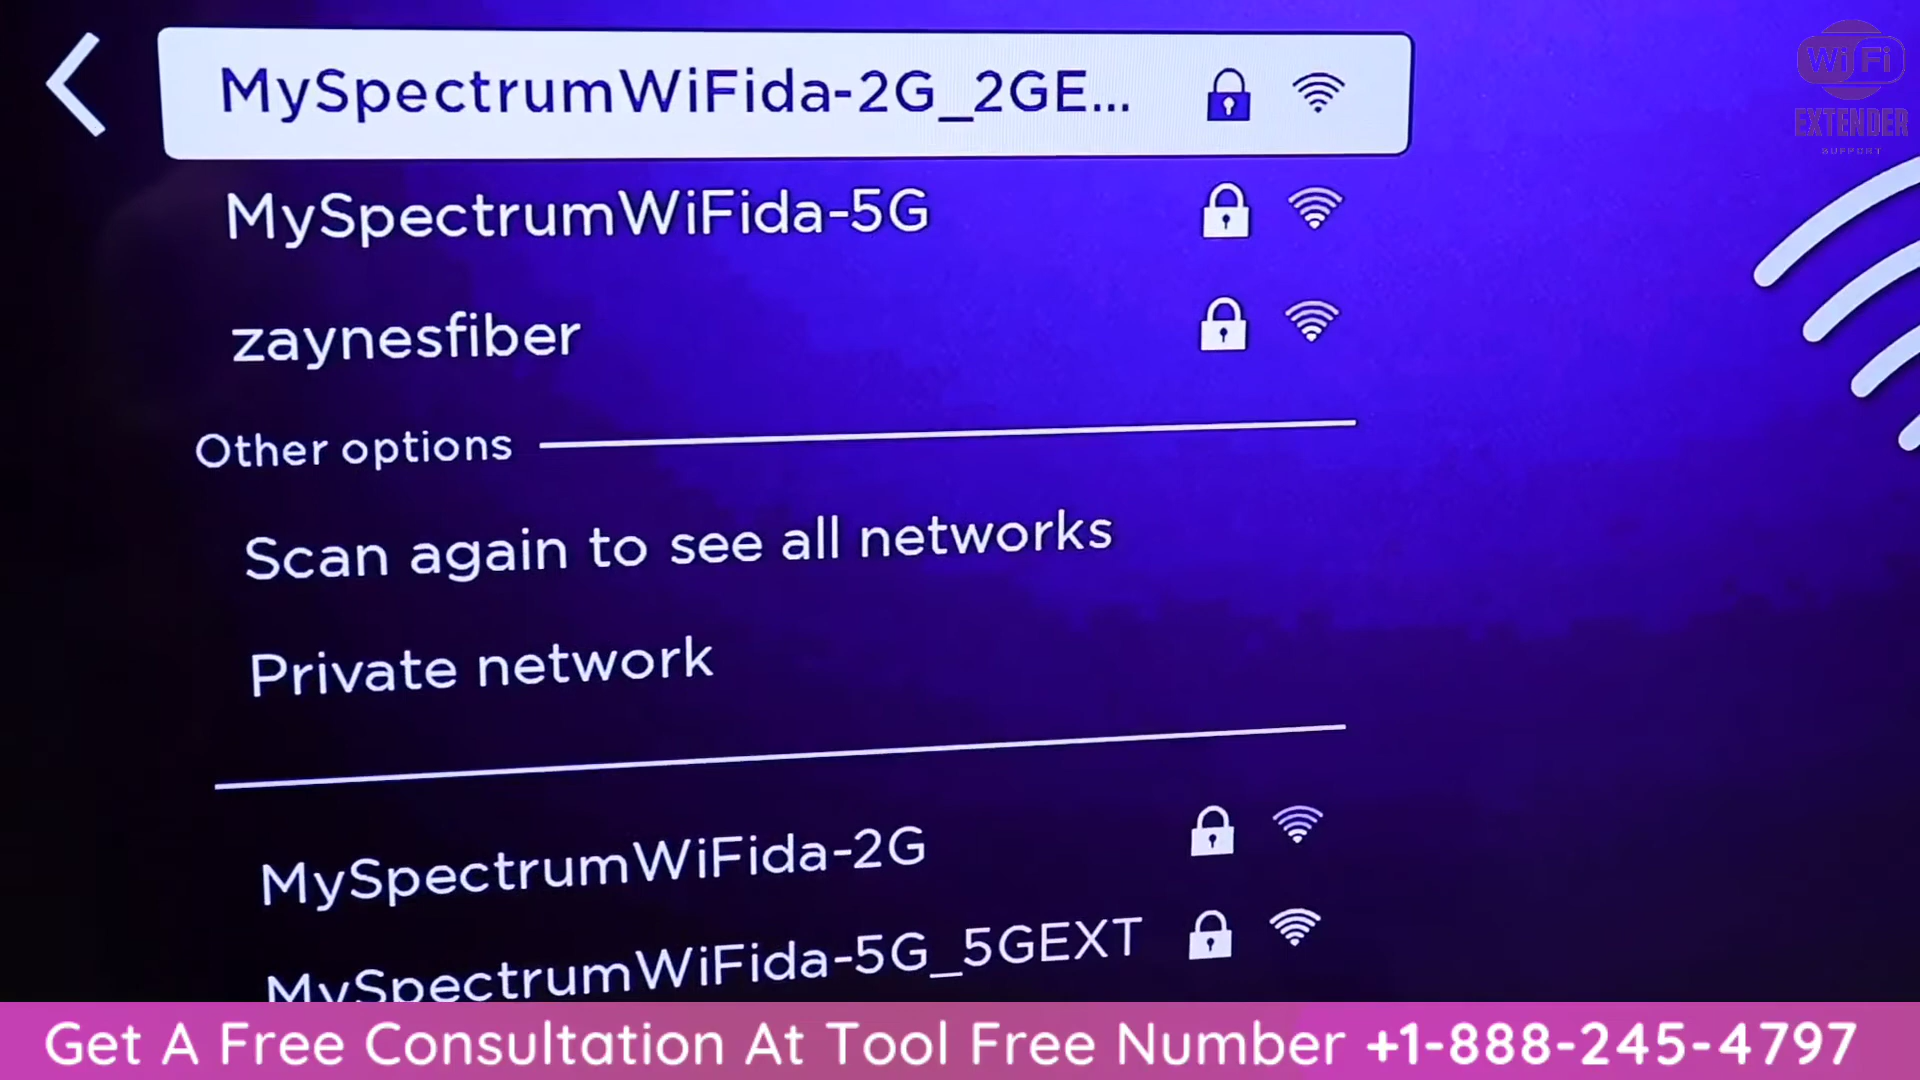 MySpectrumWiFida-2G_2GE...
MySpectrumWiFida-5G
zaynesfiber
Other options
Scan again to see all networks
Private network
MySpectrumWiFida-2G
MySpectrumWiFida-5G_5GEXT
WiFi
EXTENDER
SUPPORT
Get A Free Consultation At Tool Free Number +1-888-245-4797